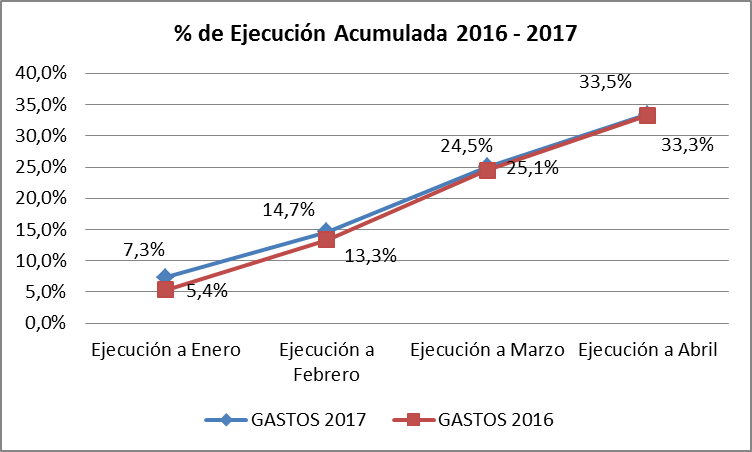 % de Ejecución Acumulada 2016 - 2017
40,0%
35,0%
30,0%
25,0%
20,0%
15,0%
10,0%
5,0%
0,0%
7,3%
5,4%
14,7%
13,3%
24,5%
25,1%
33,5%
33,3%
Ejecución a Enero
Ejecución a
Febrero
Ejecución a Marzo
Ejecución a Abril
GASTOS 2017
GASTOS 2016